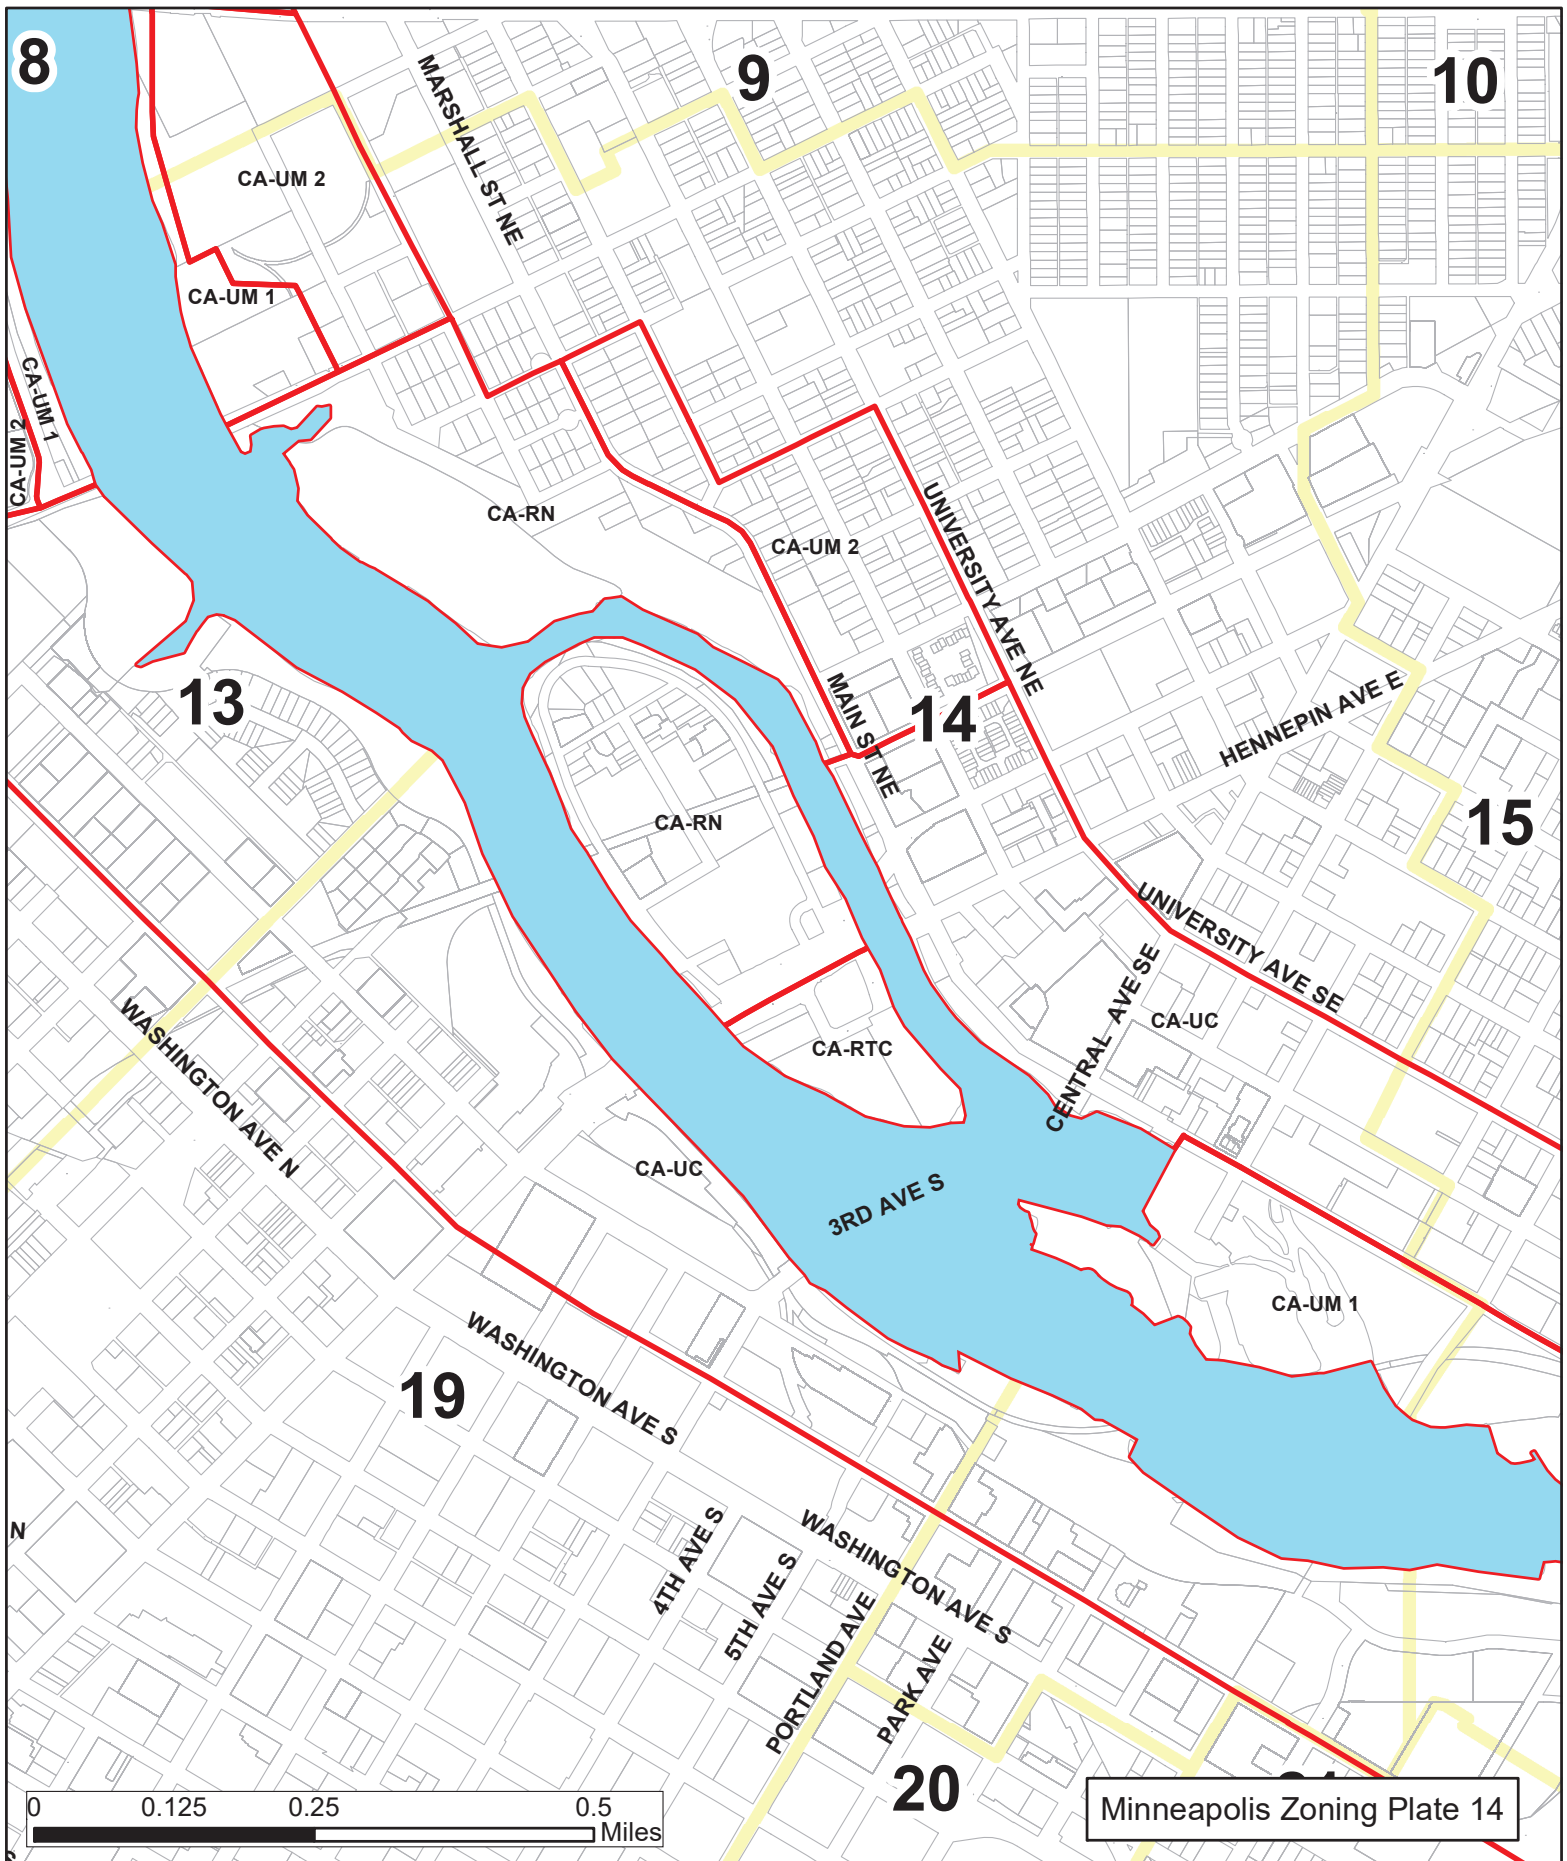 8
9
10
MARSHALL ST NE
CA-UM 2
CA-UM 1
CA-UM 1
CA-UM 2
CA-RN
CA-UM 2
UNIVERSITY AVE NE
13
MAIN ST NE
14
HENNEPIN AVE E
CA-RN
15
UNIVERSITY AVE SE
CENTRAL AVE SE
CA-UC
WASHINGTON AVE N
CA-RTC
CA-UC
3RD AVE S
CA-UM 1
WASHINGTON AVE S
19
N
4TH AVE S
5TH AVE S
WASHINGTON AVE S
PORTLAND AVE
PARK AVE
20
0 0.125 0.25 0.5
Miles
Minneapolis Zoning Plate 14